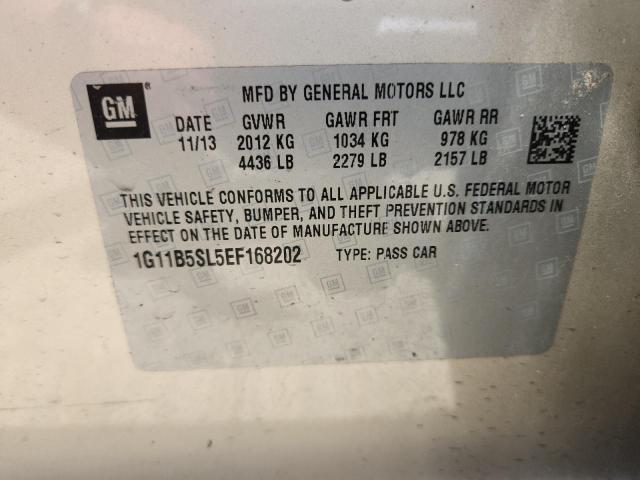 GM
MFD BY GENERAL MOTORS LLC
DATE GVWR GAWR FRT GAWR RR
11/13 2012 KG 1034 KG 978 KG
4436 LB 2279 LB 2157 LB
THIS VEHICLE CONFORMS TO ALL APPLICABLE U.S. FEDERAL MOTOR
VEHICLE SAFETY, BUMPER, AND THEFT PREVENTION STANDARDS IN
EFFECT ON THE DATE OF MANUFACTURE SHOWN ABOVE.
1G11B5SL5EF168202 TYPE: PASS CAR